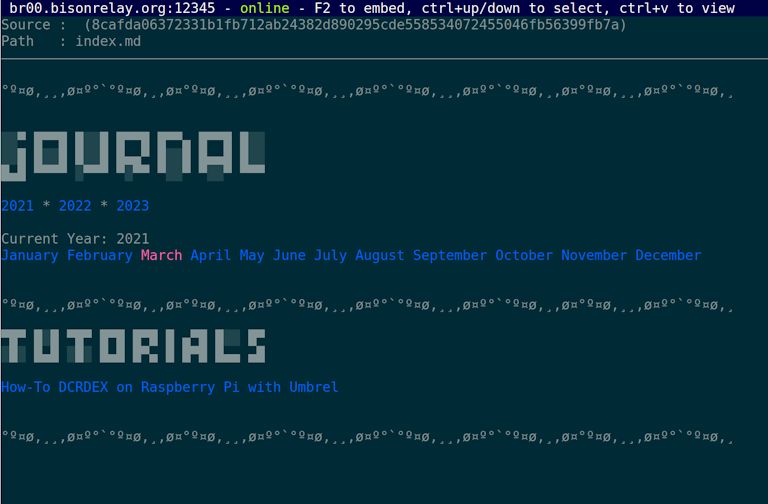 br00.bisonrelay.org:12345 - online - F2 to embed, ctrl+up/down to select, ctrl+v to view
Source :  (8cafda06372331b1fb712ab24382d890295cde558534072455046fb56399fb7a)
Path   : index.md
°º¤ø,¸¸,ø¤º°`°º¤ø,¸,ø¤°º¤ø,¸¸,ø¤º°`°º¤ø,¸¸,ø¤º°`°º¤ø,¸,ø¤°º¤ø,¸¸,ø¤º°`°º¤ø,¸
JOURNAL
2021 * 2022 * 2023
Current Year: 2021
January February March April May June July August September October November December
°º¤ø,¸¸,ø¤º°`°º¤ø,¸,ø¤°º¤ø,¸¸,ø¤º°`°º¤ø,¸¸,ø¤º°`°º¤ø,¸,ø¤°º¤ø,¸¸,ø¤º°`°º¤ø,¸
TUTORIALS
How-To DCRDEX on Raspberry Pi with Umbrel
°º¤ø,¸¸,ø¤º°`°º¤ø,¸,ø¤°º¤ø,¸¸,ø¤º°`°º¤ø,¸¸,ø¤º°`°º¤ø,¸,ø¤°º¤ø,¸¸,ø¤º°`°º¤ø,¸